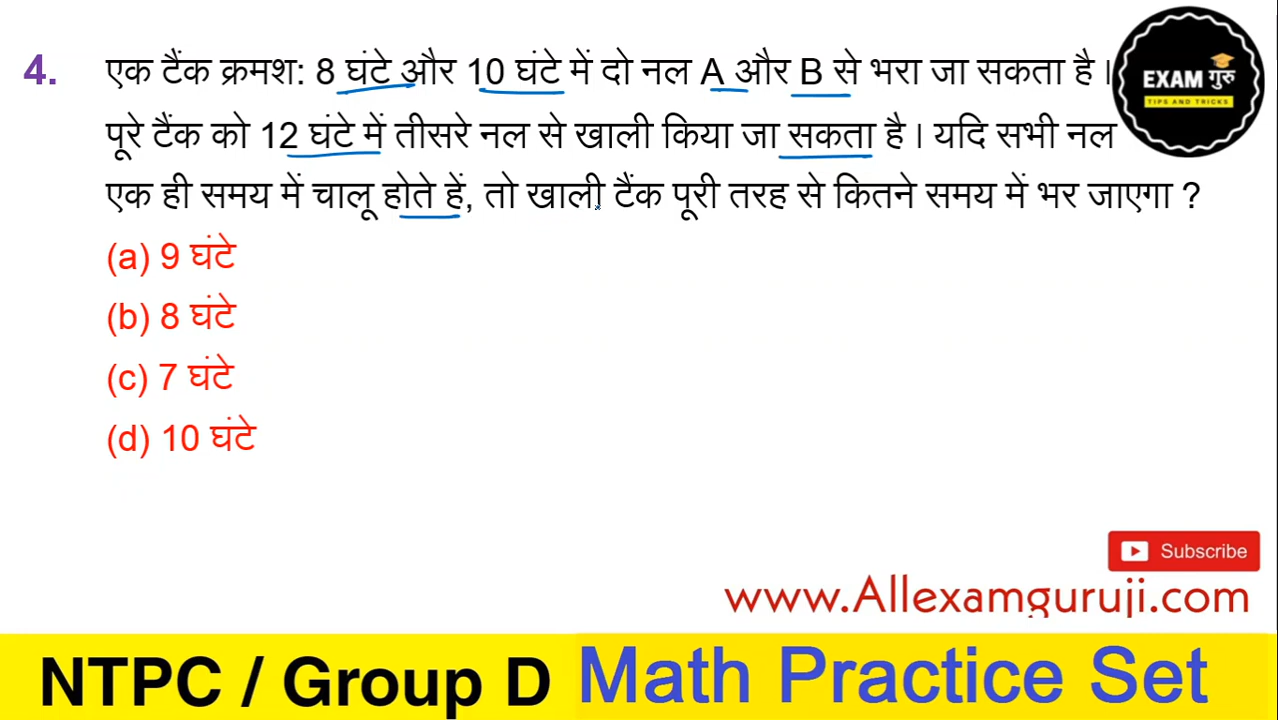 4. एक टैंक क्रमश: 8 घंटे और 10 घंटे में दो नल A और B से भरा जा सकता है।
पूरे टैंक को 12 घंटे में तीसरे नल से खाली किया जा सकता है। यदि सभी नल
एक ही समय में चालू होते हें, तो खाली टैंक पूरी तरह से कितने समय में भर जाएगा ?
(a) 9 घंटे
(b) 8 घंटे
(c) 7 घंटे
(d) 10 घंटे
EXAM गुरु
TIPS AND TRICKS
Subscribe
www.Allexamguruji.com
NTPC / Group D Math Practice Set